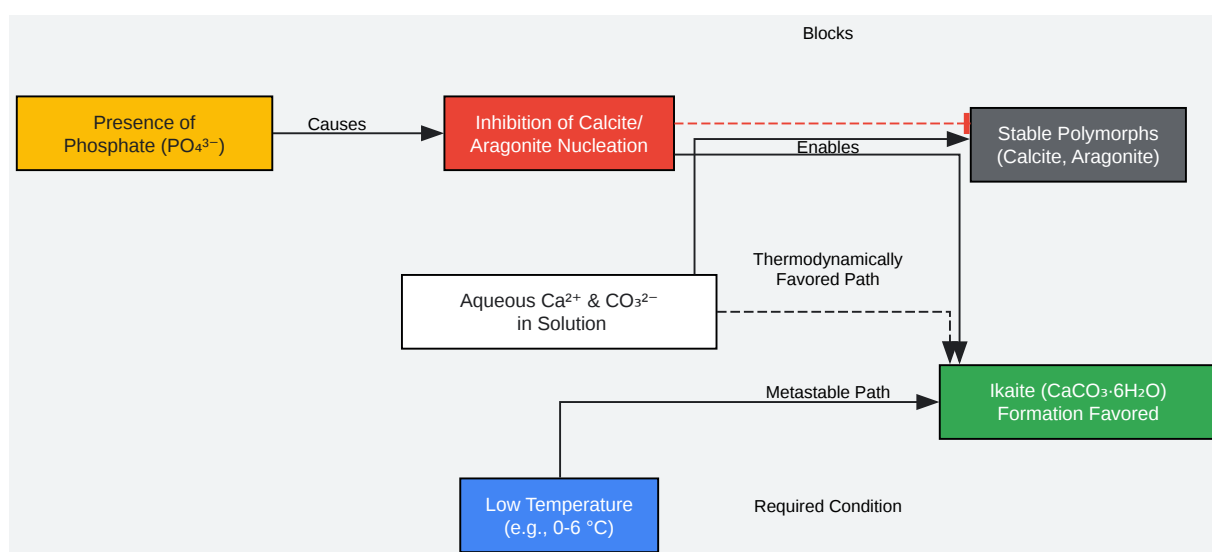 Blocks
Presence of
Phosphate (PO₄³⁻)
Causes
Inhibition of Calcite/
Aragonite Nucleation
Enables
Stable Polymorphs
(Calcite, Aragonite)
Thermodynamically
Favored Path
Aqueous Ca²⁺ & CO₃²⁻
in Solution
Metastable Path
Ikaite (CaCO₃·6H₂O)
Formation Favored
Low Temperature
(e.g., 0-6 °C)
Required Condition